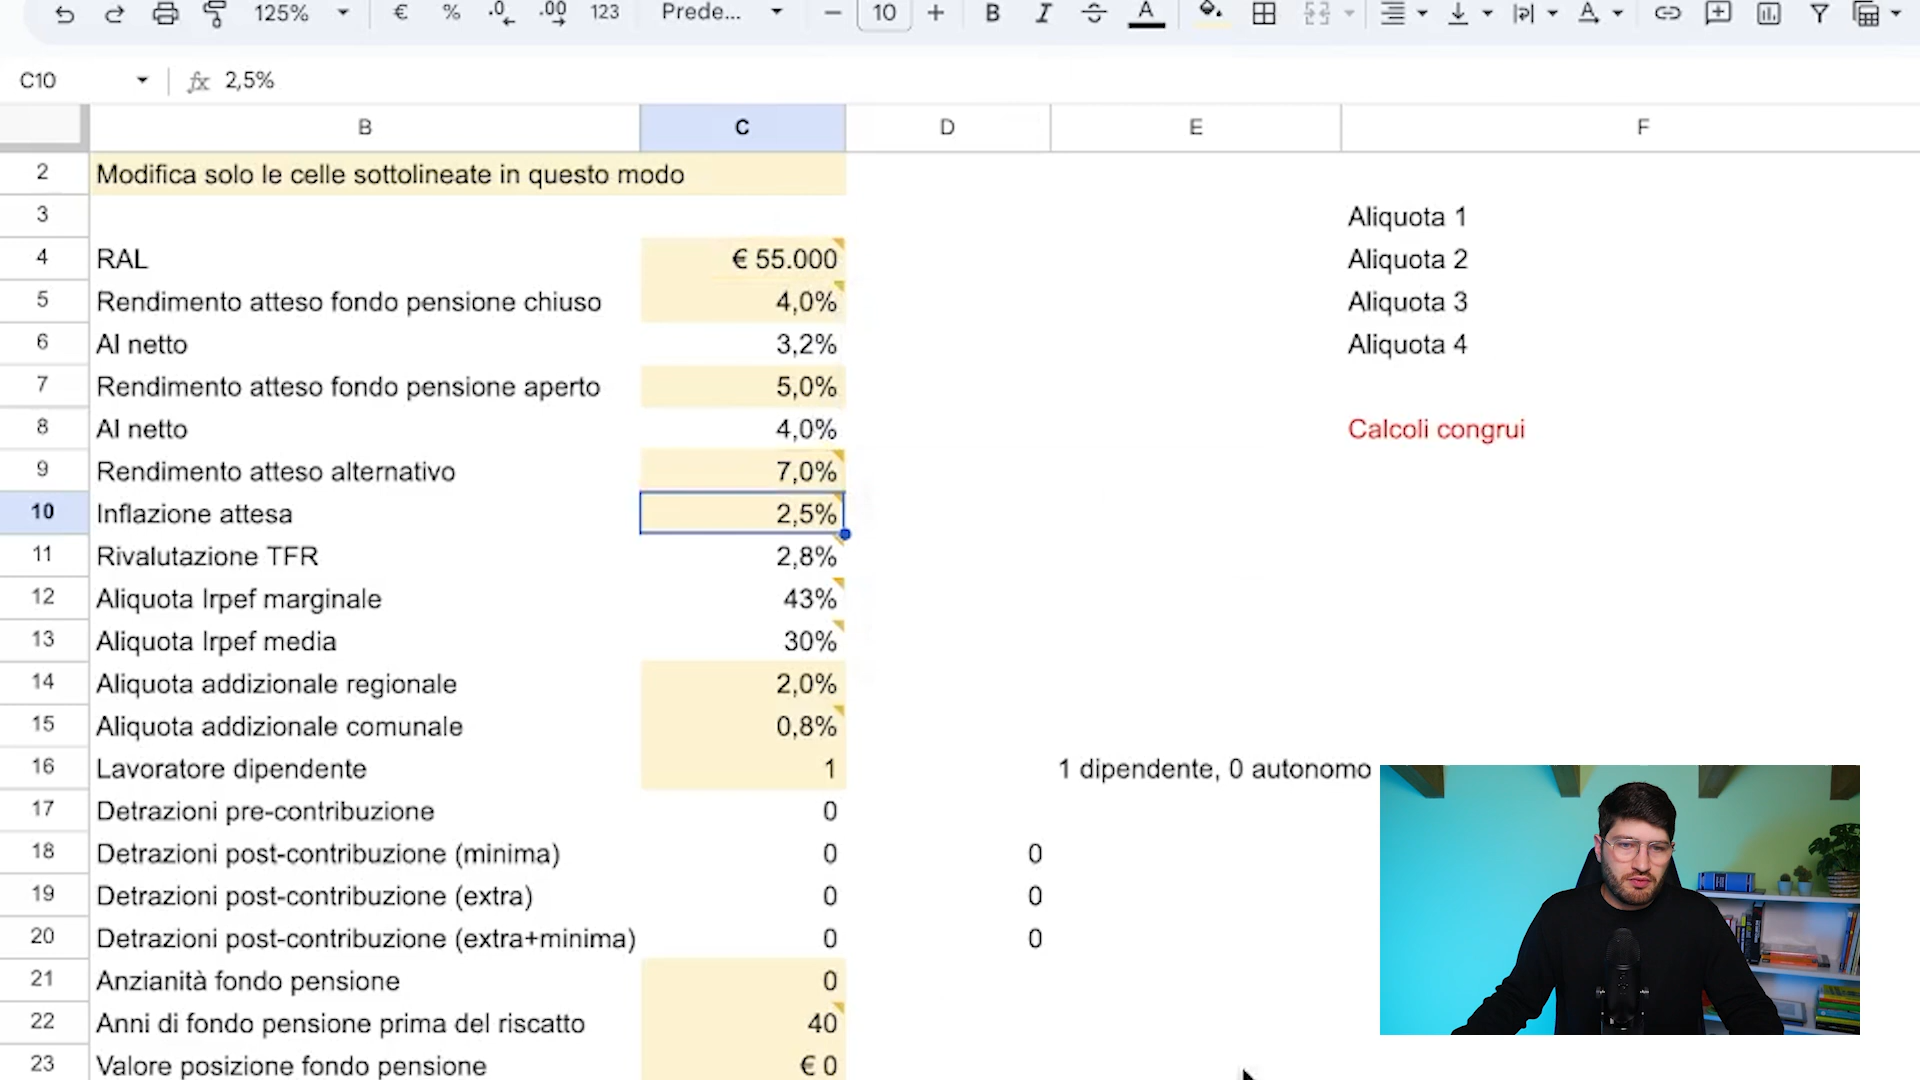 125%
€
%
.0
.00
123
Prede...
10
B
I
A
A
C10
fx 2,5%
B C D E F
2 Modifica solo le celle sottolineate in questo modo
3 Aliquota 1
4 RAL € 55.000 Aliquota 2
5 Rendimento atteso fondo pensione chiuso 4,0% Aliquota 3
6 Al netto 3,2% Aliquota 4
7 Rendimento atteso fondo pensione aperto 5,0%
8 Al netto 4,0% Calcoli congrui
9 Rendimento atteso alternativo 7,0%
10 Inflazione attesa 2,5%
11 Rivalutazione TFR 2,8%
12 Aliquota Irpef marginale 43%
13 Aliquota Irpef media 30%
14 Aliquota addizionale regionale 2,0%
15 Aliquota addizionale comunale 0,8%
16 Lavoratore dipendente 1 1 dipendente, 0 autonomo
17 Detrazioni pre-contribuzione 0
18 Detrazioni post-contribuzione (minima) 0 0
19 Detrazioni post-contribuzione (extra) 0 0
20 Detrazioni post-contribuzione (extra+minima) 0 0
21 Anzianità fondo pensione 0
22 Anni di fondo pensione prima del riscatto 40
23 Valore posizione fondo pensione € 0